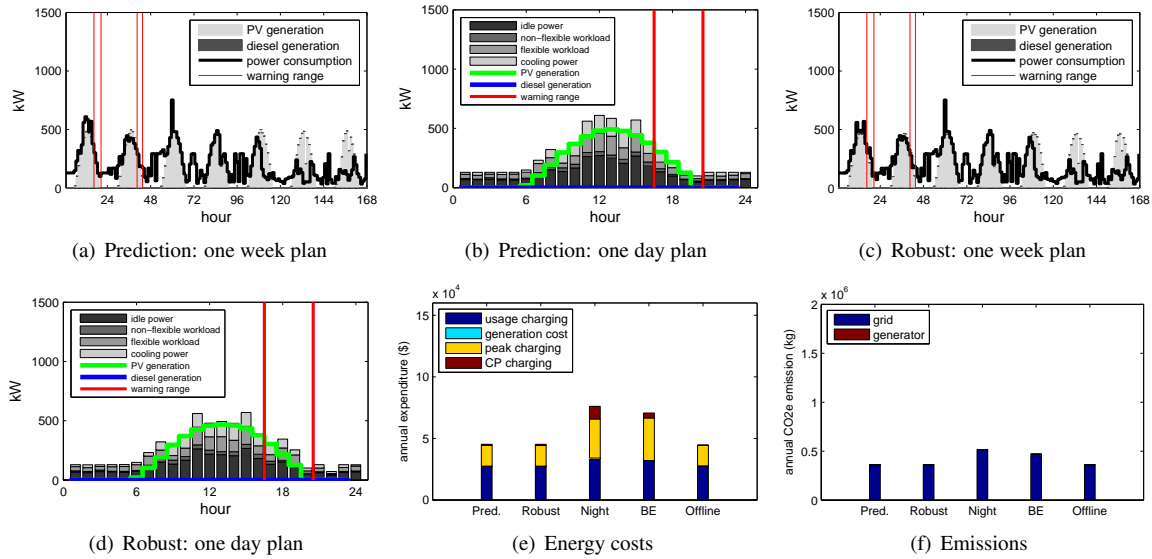 1500
1000
500
0
kW
PV generation
diesel generation
power consumption
warning range
24 48 72 96 120 144 168
hour
(a) Prediction: one week plan
1500
1000
500
0
kW
idle power
non−flexible workload
flexible workload
cooling power
PV generation
diesel generation
warning range
0 6 12 18 24
hour
(b) Prediction: one day plan
1500
1000
500
0
kW
PV generation
diesel generation
power consumption
warning range
24 48 72 96 120 144 168
hour
(c) Robust: one week plan
1500
1000
500
0
kW
idle power
non−flexible workload
flexible workload
cooling power
PV generation
diesel generation
warning range
0 6 12 18 24
hour
(d) Robust: one day plan
x 10^4
15
10
5
0
annual expenditure ($)
usage charging
generation cost
peak charging
CP charging
Pred. Robust Night BE Offline
(e) Energy costs
x 10^6
2
1.5
1
0.5
0
annual CO2e emission (kg)
grid
generator
Pred. Robust Night BE Offline
(f) Emissions